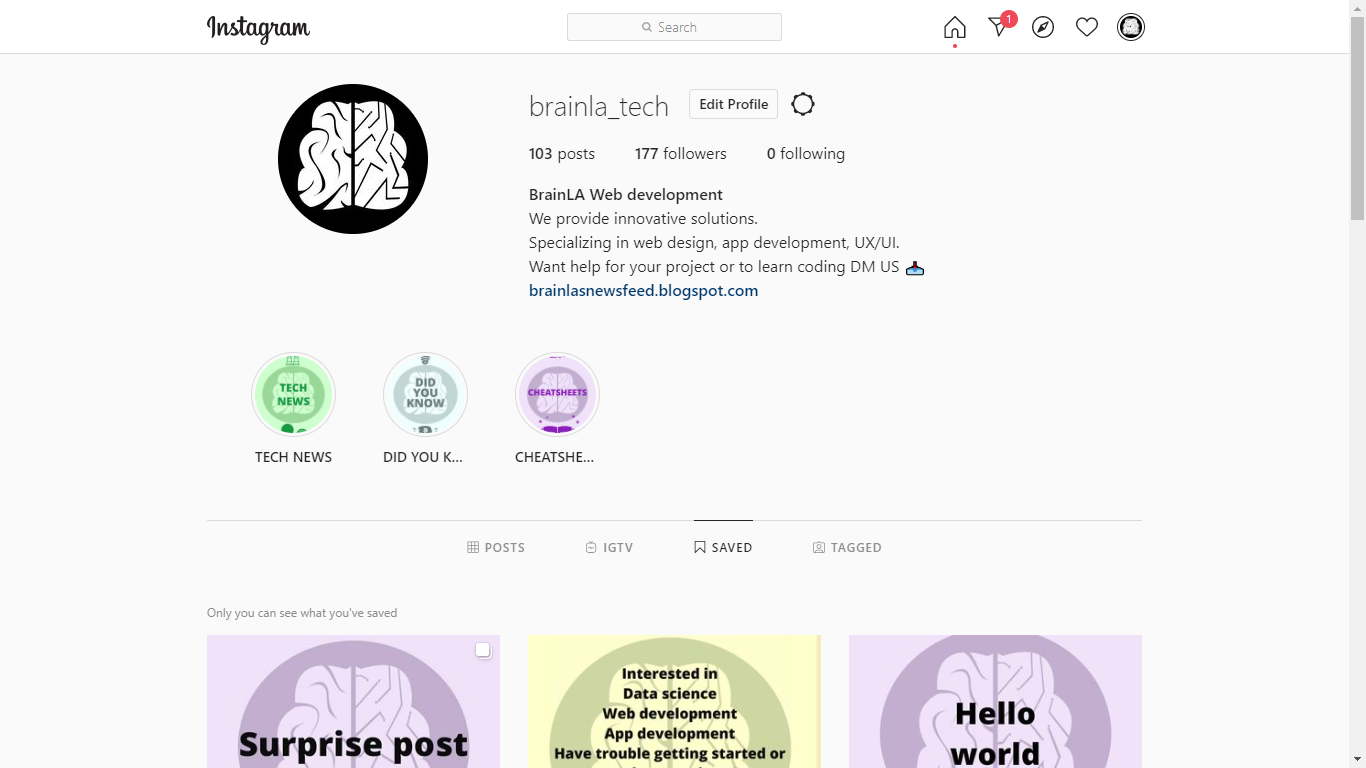 Instagram
Search
1
brainla_tech
Edit Profile
103 posts
177 followers
0 following
BrainLA Web development
We provide innovative solutions.
Specializing in web design, app development, UX/UI.
Want help for your project or to learn coding DM US 📥
brainlasnewsfeed.blogspot.com
TECH
NEWS
DID
YOU
KNOW
CHEATSHEETS
TECH NEWS
DID YOU K...
CHEATSHE...
POSTS
IGTV
SAVED
TAGGED
Only you can see what you've saved
Surprise post
Interested in
Data science
Web development
App development
Have trouble getting started or
Hello
world